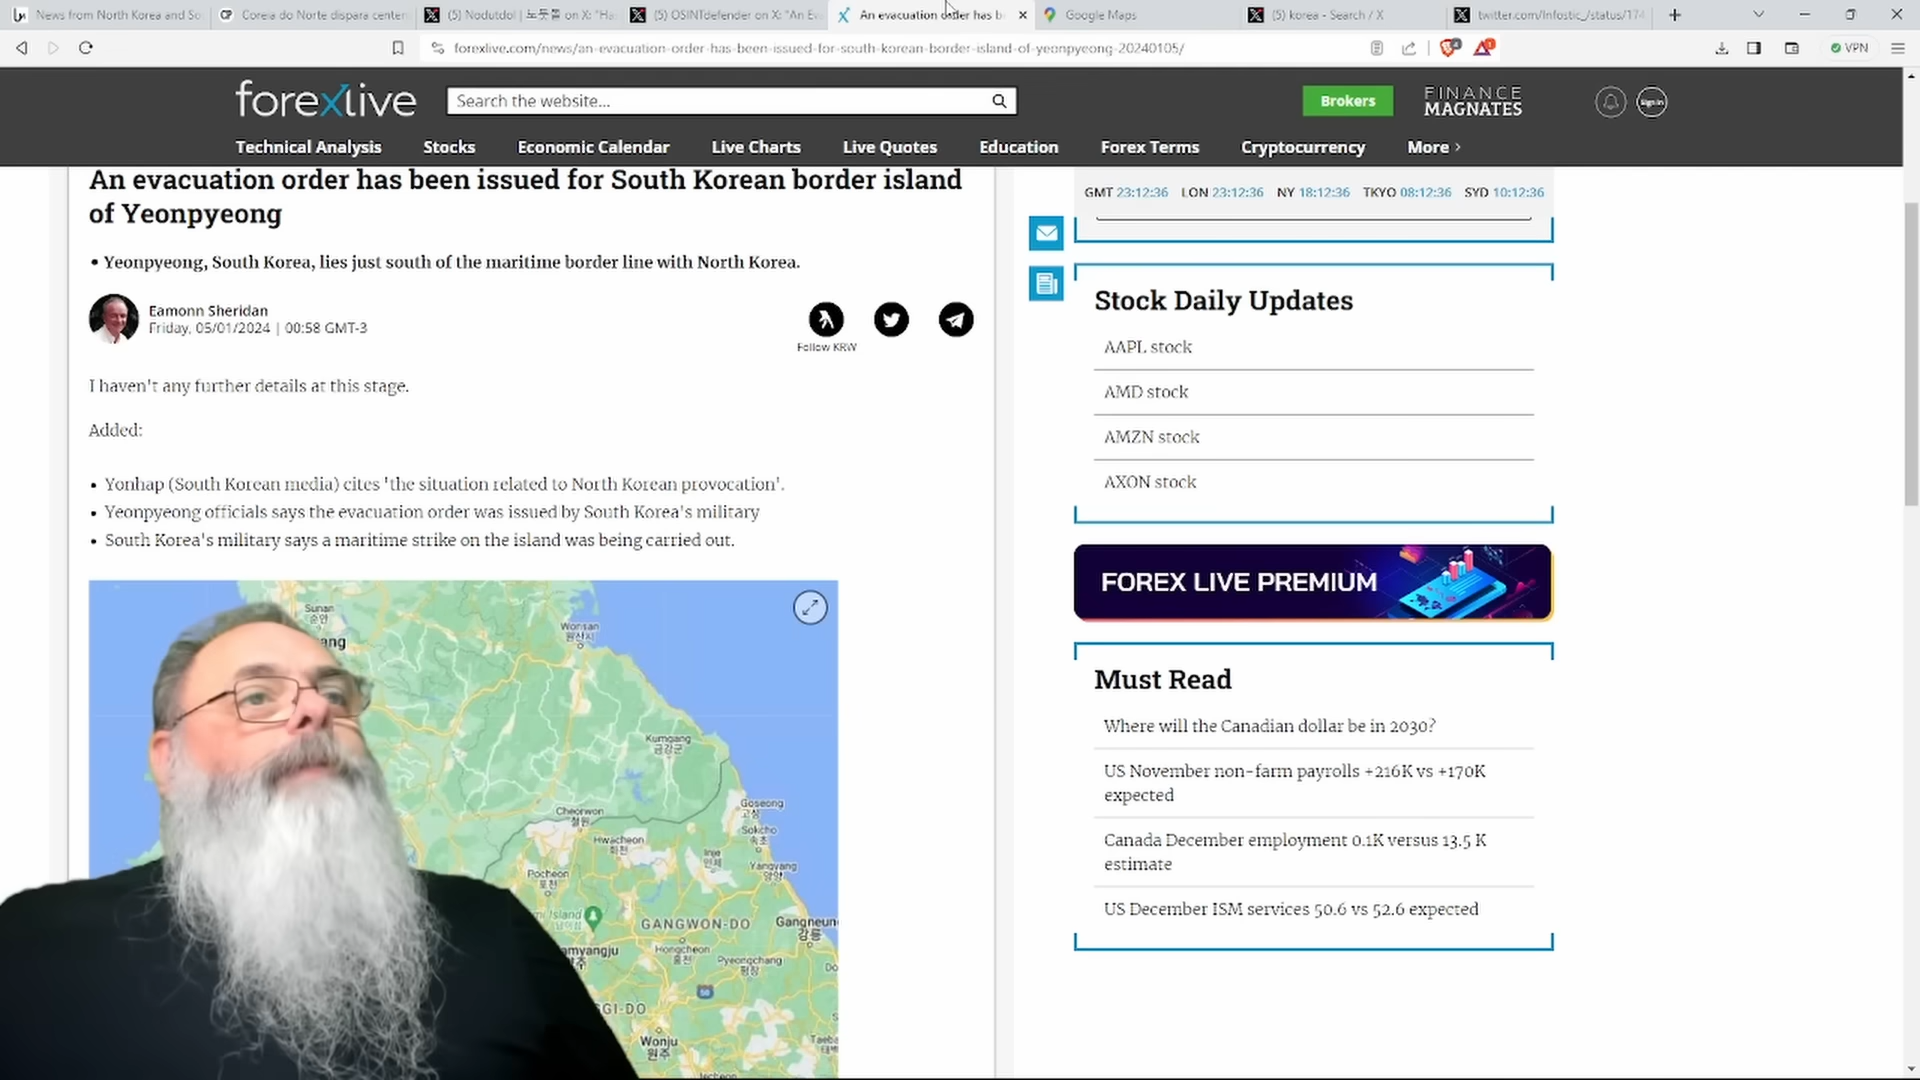 News from North Korea and So
Coreia do Norte dispara centen
(5) Nodutdol | 노둣돌 on X: "Ha
(5) OSINTdefender on X: "An Ev
An evacuation order has b
Google Maps
(5) korea - Search / X
twitter.com/Infostic_/status/174
forexlive.com/news/an-evacuation-order-has-been-issued-for-south-korean-border-island-of-yeonpyeong-20240105/
VPN
forexlive
Search the website...
Brokers
FINANCE
MAGNATES
Sign in
Technical Analysis
Stocks
Economic Calendar
Live Charts
Live Quotes
Education
Forex Terms
Cryptocurrency
More
An evacuation order has been issued for South Korean border island
of Yeonpyeong
• Yeonpyeong, South Korea, lies just south of the maritime border line with North Korea.
Eamonn Sheridan
Friday, 05/01/2024 | 00:58 GMT-3
Follow KRW
I haven't any further details at this stage.
Added:
• Yonhap (South Korean media) cites 'the situation related to North Korean provocation'.
• Yeonpyeong officials says the evacuation order was issued by South Korea's military
• South Korea's military says a maritime strike on the island was being carried out.
Sunan
순안
ang
Wonsan
원산시
Kumgang
금강군
Cheorwon
철원
Goseong
고성
Sokcho
속초
Hwacheon
화천
Inje
인제
Yangyang
양양
Pocheon
포천
mi Island
남이섬
GANGWON-DO
Gangneun
강릉
amyangju
Hongcheon
홍천
Pyeongchang
평창
50
GGI-DO
Wonju
원주
GMT 23:12:36
LON 23:12:36
NY 18:12:36
TKYO 08:12:36
SYD 10:12:36
Stock Daily Updates
AAPL stock
AMD stock
AMZN stock
AXON stock
FOREX LIVE PREMIUM
Must Read
Where will the Canadian dollar be in 2030?
US November non-farm payrolls +216K vs +170K
expected
Canada December employment 0.1K versus 13.5 K
estimate
US December ISM services 50.6 vs 52.6 expected